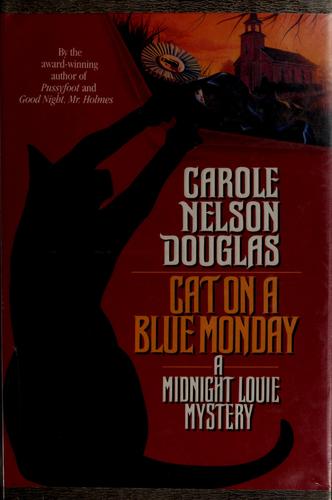 By the
award-winning
author of
Pussyfoot and
Good Night, Mr. Holmes
CAROLE
NELSON
DOUGLAS
CAT ON A
BLUE MONDAY
A
MIDNIGHT LOUIE
MYSTERY